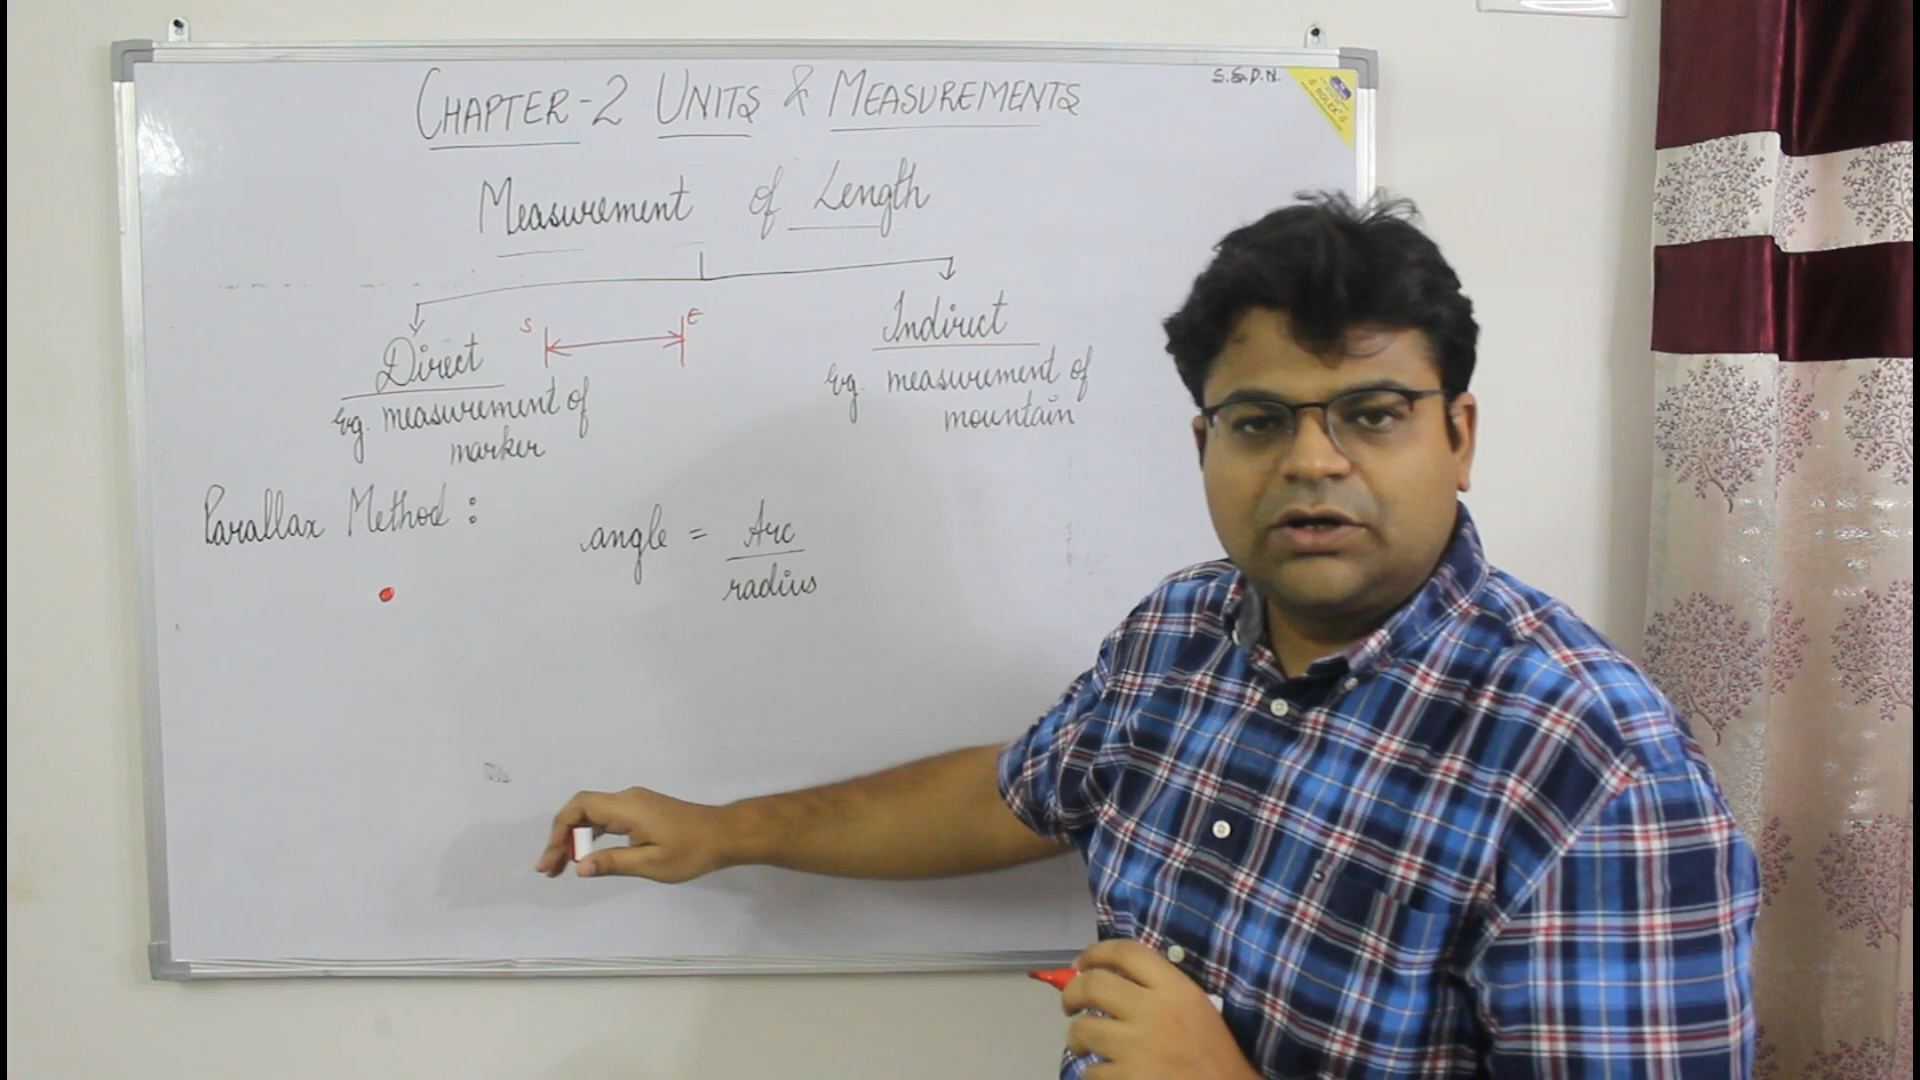 S.&D.N.
CHAPTER-2 UNITS & MEASUREMENTS
ROLEX
Measurement of Length
S E
Direct
eg. measurement of
marker
Indirect
eg. measurement of
mountain
Parallax Method :
angle = Arc
radius